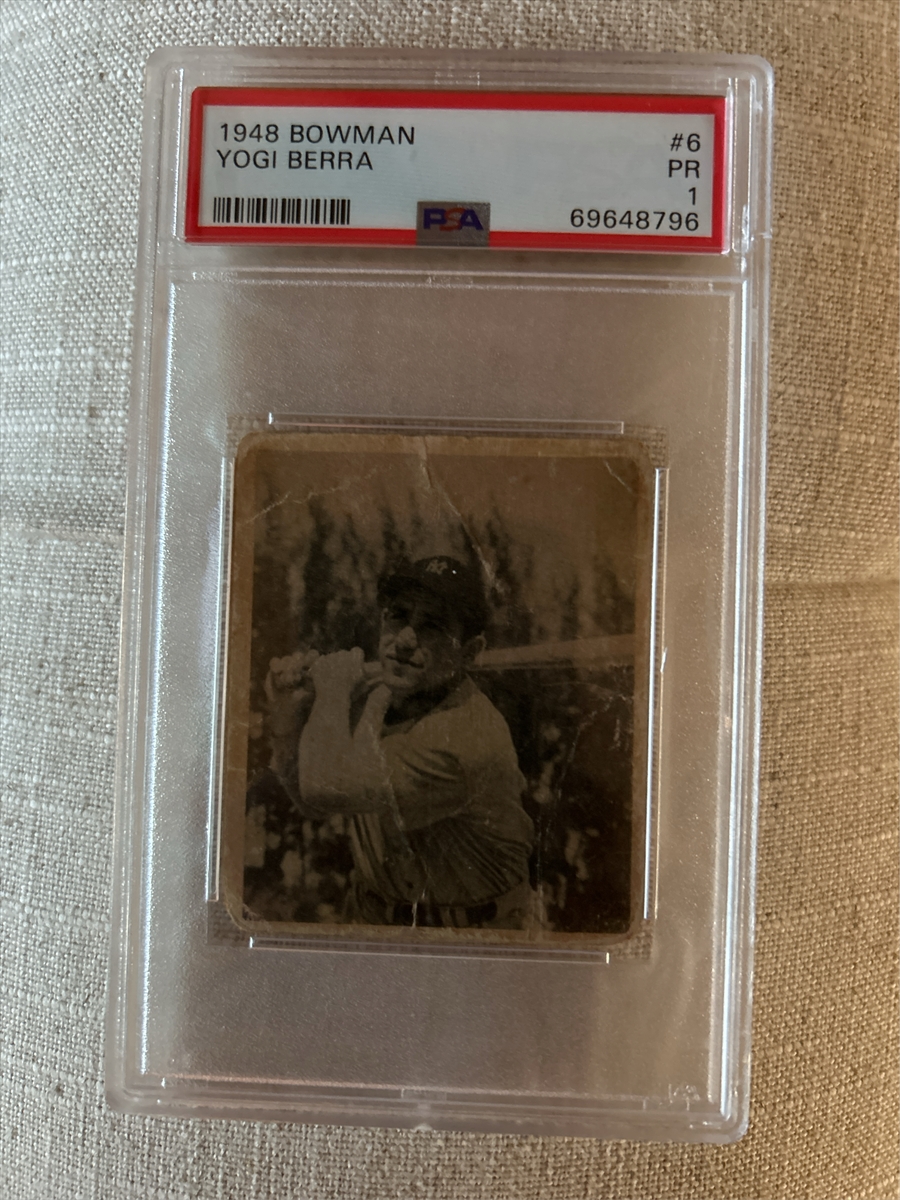 1948 BOWMAN #6
YOGI BERRA PR
1
PSA 69648796